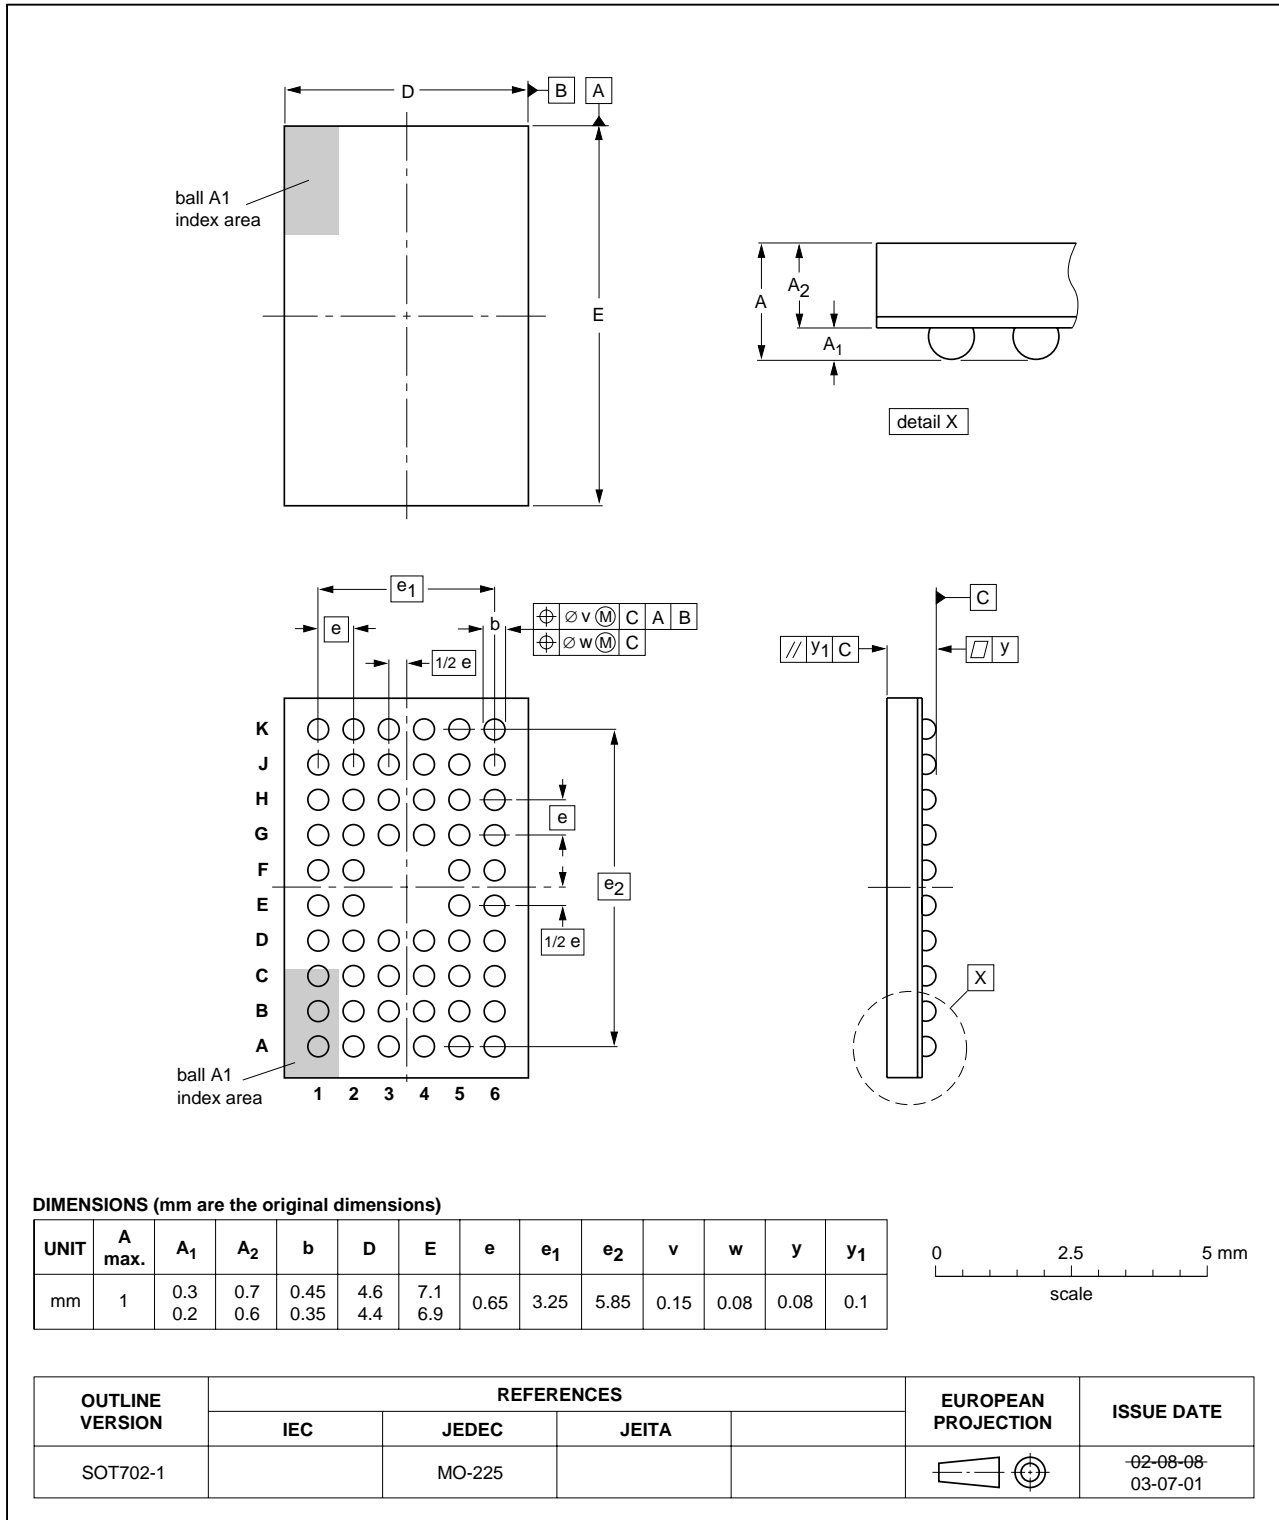 D
B
A
ball A1
index area
E
A
A2
A1
detail X
e1
e
b
⌖ ∅ v Ⓜ C A B
⌖ ∅ w Ⓜ C
1/2 e
C
// y1 C
▱ y
K
J
H
e
G
F
e2
E
1/2 e
D
C
X
B
A
ball A1
index area
1 2 3 4 5 6
DIMENSIONS (mm are the original dimensions)
UNIT A max. A1 A2 b D E e e1 e2 v w y y1
mm 1 0.3 0.2 0.7 0.6 0.45 0.35 4.6 4.4 7.1 6.9 0.65 3.25 5.85 0.15 0.08 0.08 0.1
0 2.5 5 mm
scale
OUTLINE VERSION REFERENCES EUROPEAN PROJECTION ISSUE DATE
IEC JEDEC JEITA
SOT702-1 MO-225 02-08-08
03-07-01